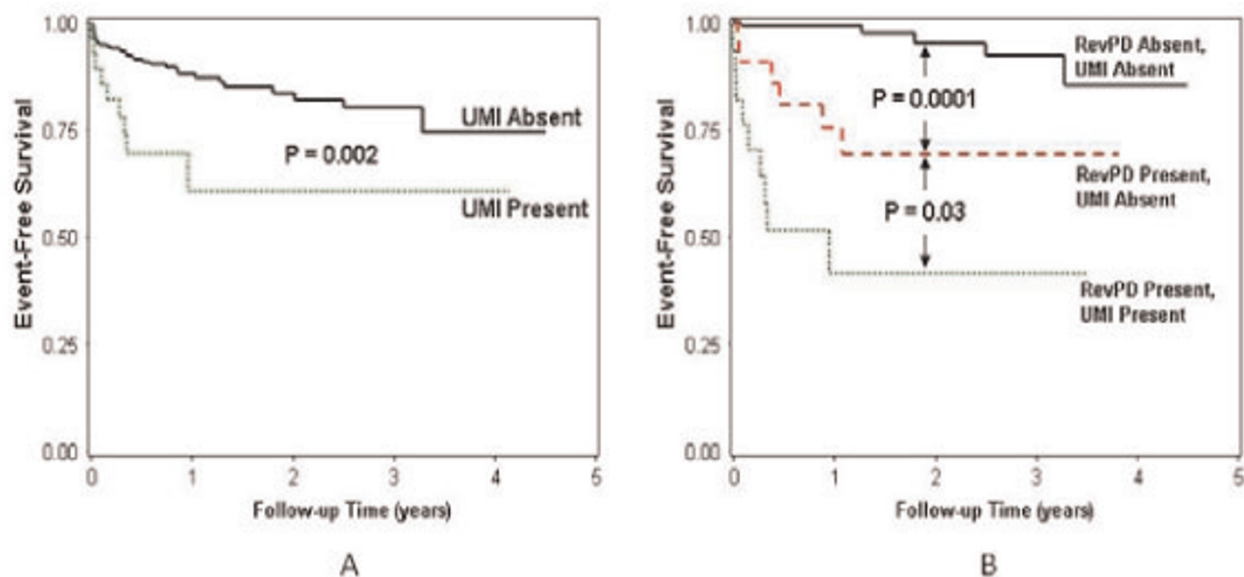 Event-Free Survival
1.00
0.75
0.50
0.25
0.00
UMI Absent
P = 0.002
UMI Present
0 1 2 3 4 5
Follow-up Time (years)
A
Event-Free Survival
1.00
0.75
0.50
0.25
0.00
RevPD Absent,
UMI Absent
P = 0.0001
RevPD Present,
UMI Absent
P = 0.03
RevPD Present,
UMI Present
0 1 2 3 4 5
Follow-up Time (years)
B